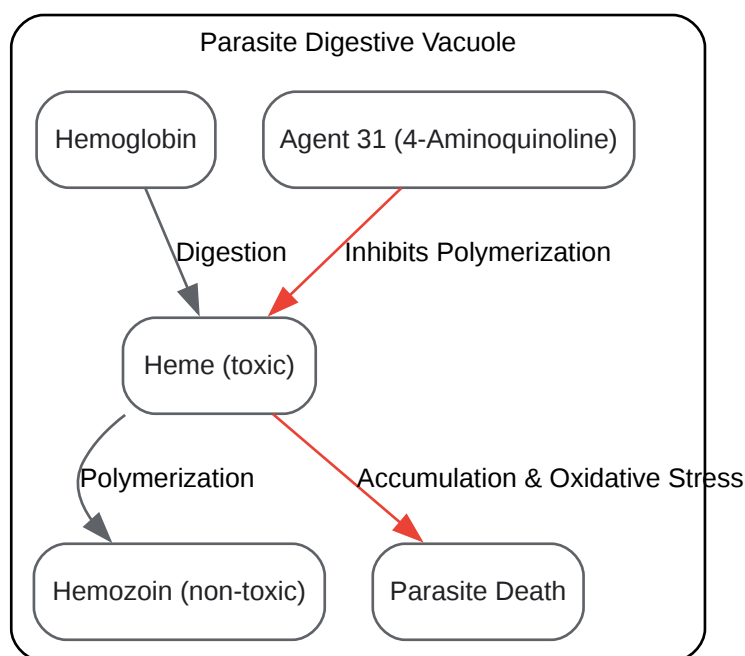 Parasite Digestive Vacuole
Hemoglobin
Agent 31 (4-Aminoquinoline)
Digestion
Inhibits Polymerization
Heme (toxic)
Polymerization
Accumulation & Oxidative Stress
Hemozoin (non-toxic)
Parasite Death